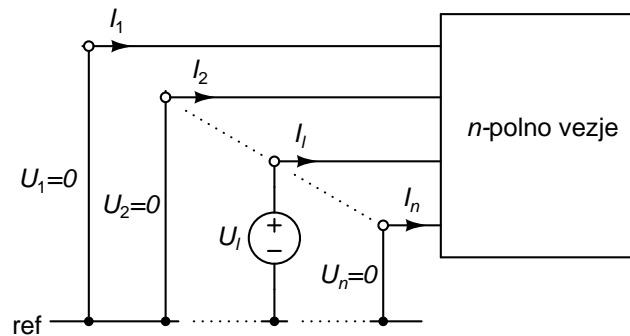 I1
I2
n-polno vezje
Il
U1=0
U2=0
In
Ul
+
−
Un=0
ref